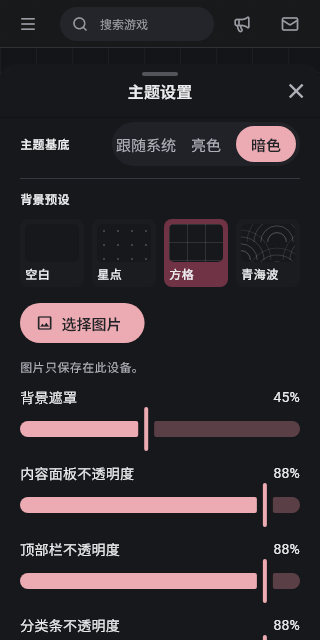 搜索游戏
主题设置
主题基底
跟随系统 亮色 暗色
背景预设
空白 星点 方格 青海波
选择图片
图片只保存在此设备。
背景遮罩 45%
内容面板不透明度 88%
顶部栏不透明度 88%
分类条不透明度 88%